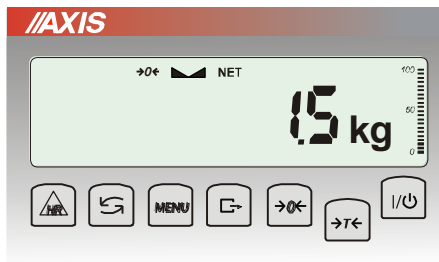 AXIS
→0← NET 100
1.5 kg 50
0
HR MENU →0← →T← I/⏻